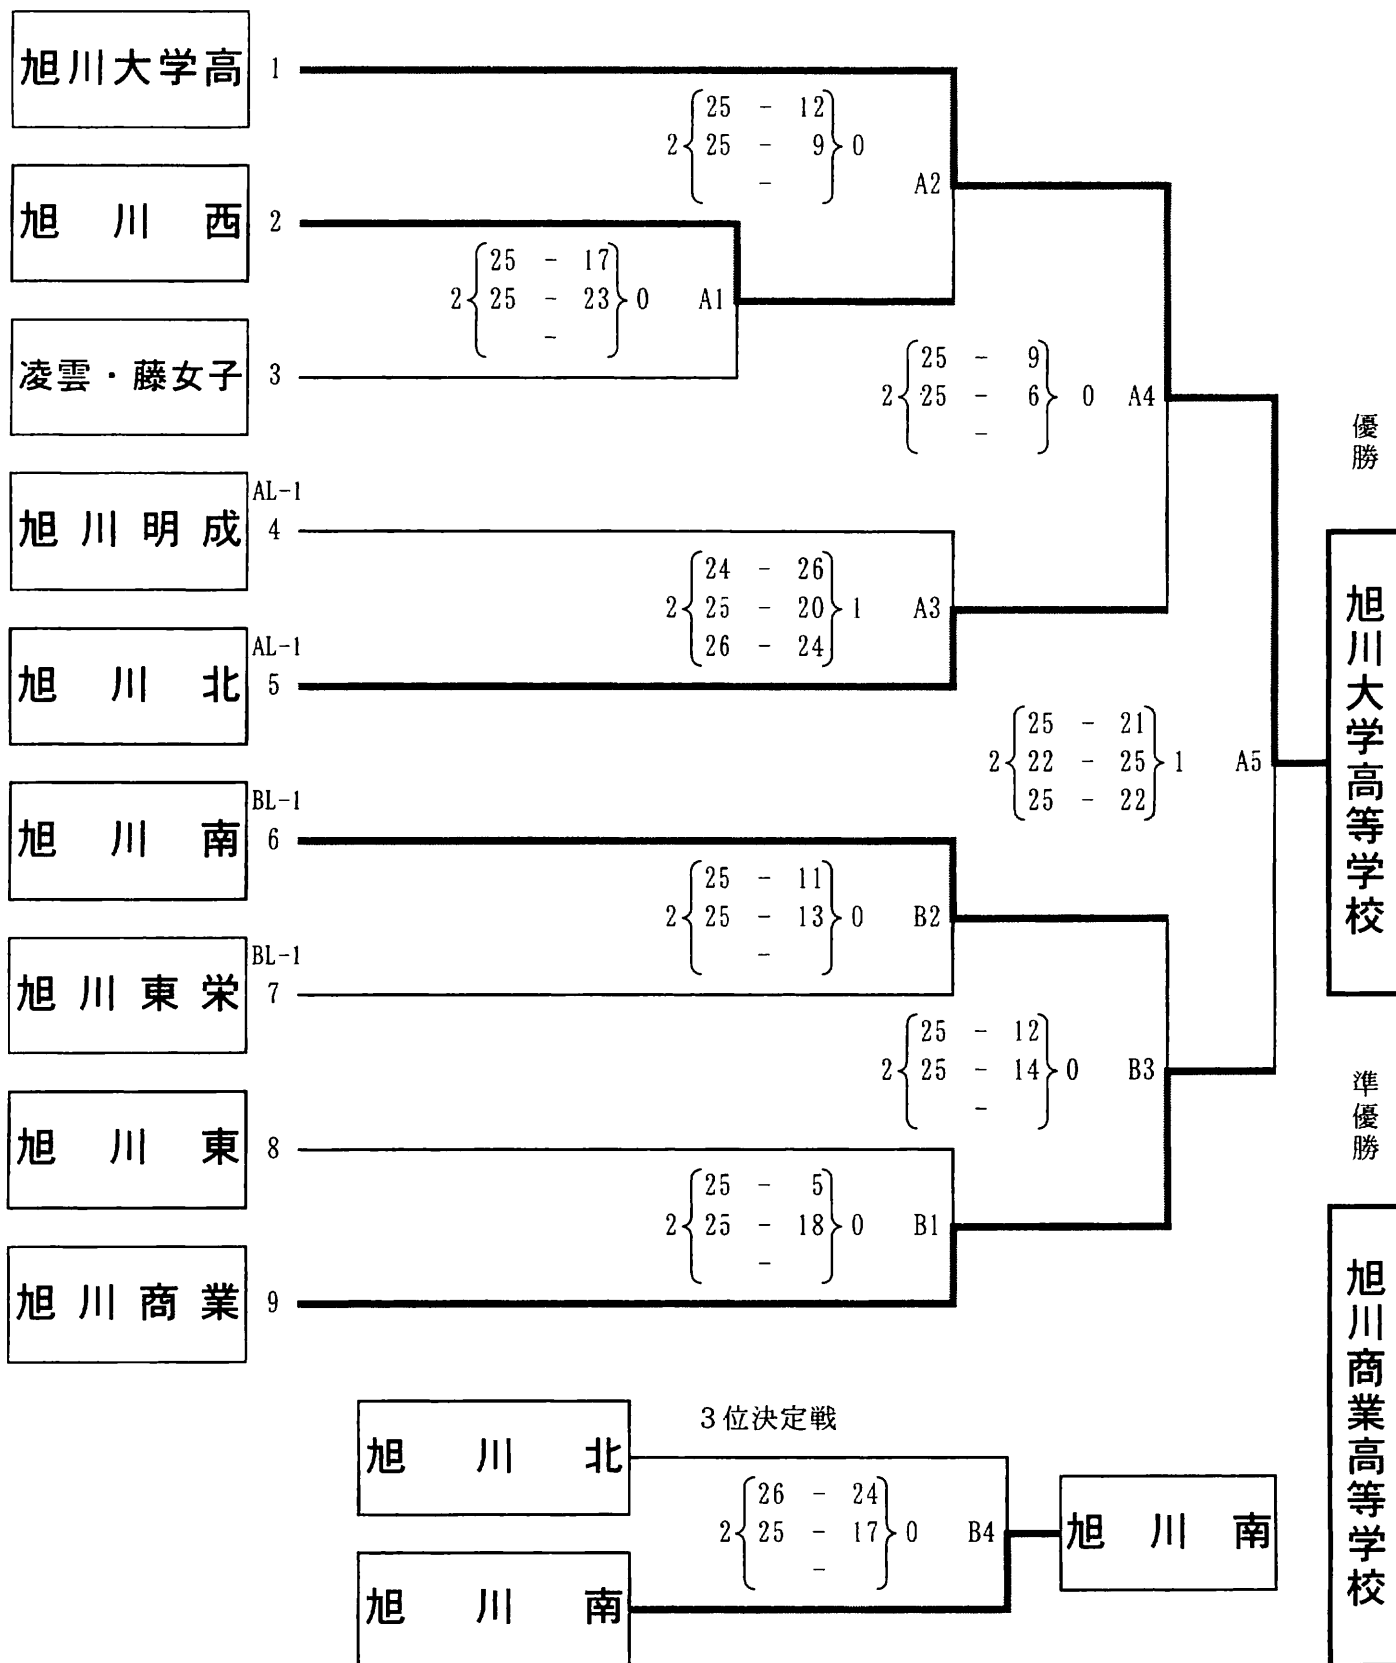 旭川大学高 1
25 - 12
2 25 - 9 0
-
A2
旭川西 2
25 - 17
2 25 - 23 0
-
A1
凌雲・藤女子 3
25 - 9
2 25 - 6 0
-
A4
優勝
旭川大学高等学校
旭川明成 AL-1 4
24 - 26
2 25 - 20 1
26 - 24
A3
旭川北 AL-1 5
25 - 21
2 22 - 25 1
25 - 22
A5
旭川南 BL-1 6
25 - 11
2 25 - 13 0
-
B2
旭川東栄 BL-1 7
25 - 12
2 25 - 14 0
-
B3
準優勝
旭川商業高等学校
旭川東 8
25 - 5
2 25 - 18 0
-
B1
旭川商業 9
3位決定戦
旭川北
26 - 24
2 25 - 17 0
-
B4
旭川南
旭川南